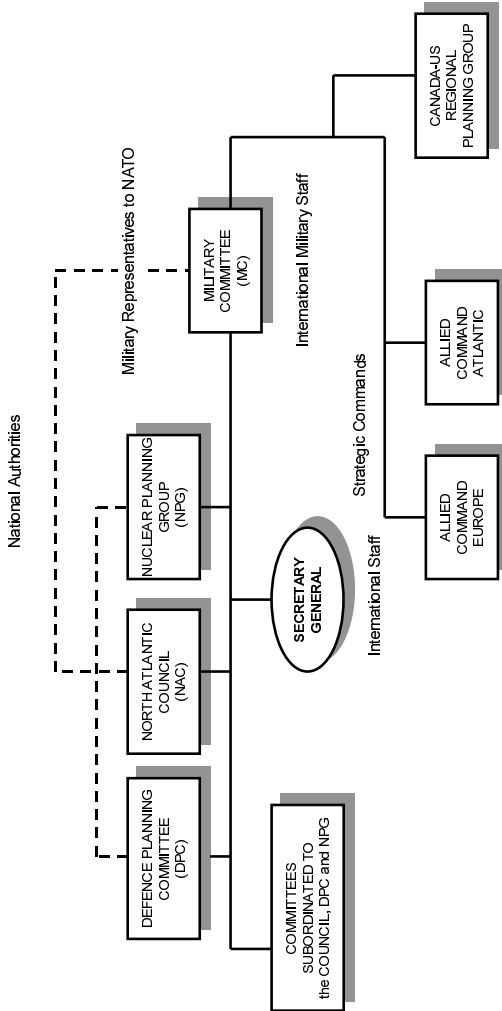 National Authorities
Military Representatives to NATO
DEFENCE PLANNING
COMMITTEE
(DPC)
NORTH ATLANTIC
COUNCIL
(NAC)
NUCLEAR PLANNING
GROUP
(NPG)
MILITARY
COMMITTEE
(MC)
COMMITTEES
SUBORDINATED TO
the COUNCIL, DPC and NPG
SECRETARY
GENERAL
International Staff
International Military Staff
Strategic Commands
ALLIED
COMMAND
EUROPE
ALLIED
COMMAND
ATLANTIC
CANADA-US
REGIONAL
PLANNING GROUP